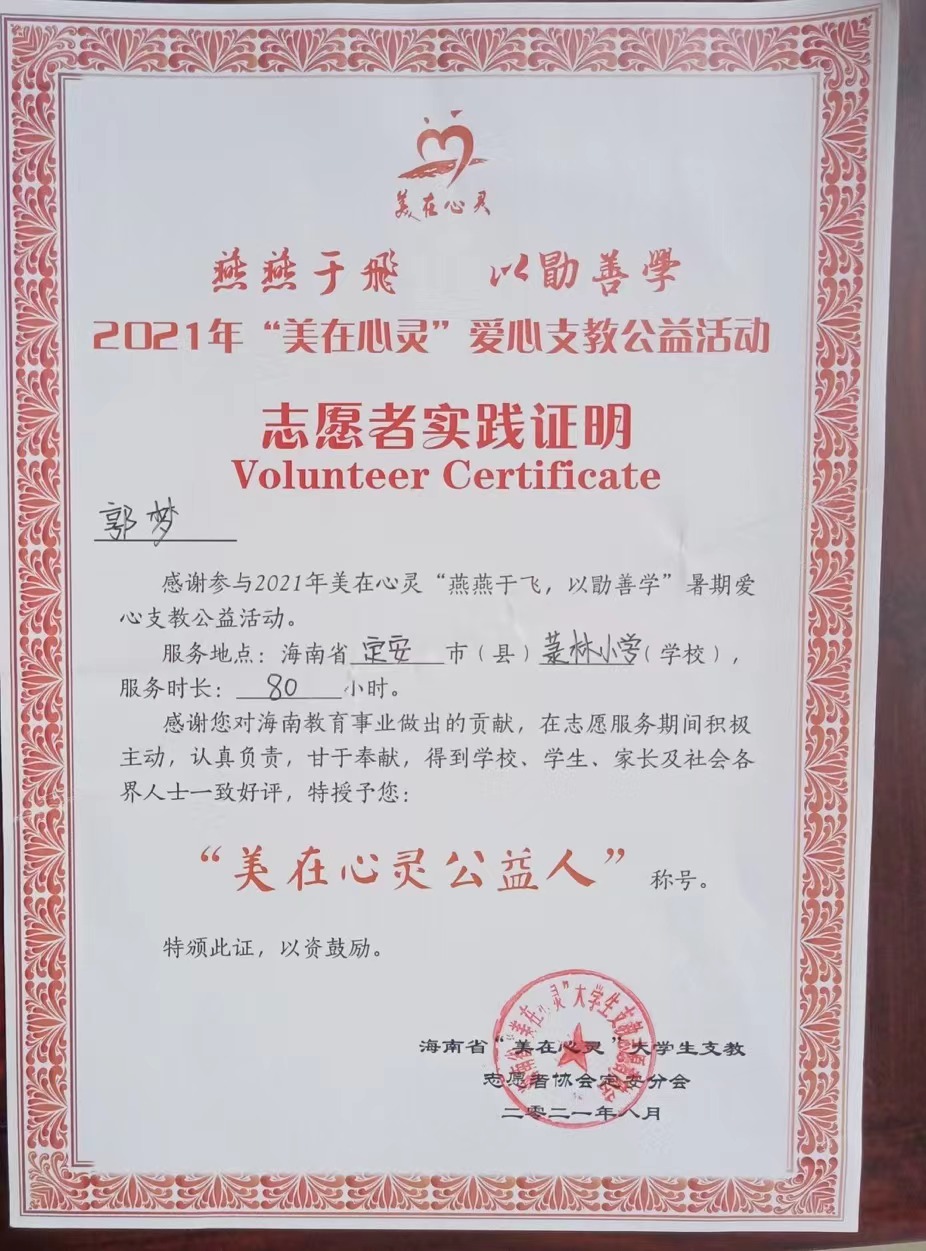 美在心灵
燕燕于飛 以勖善學
2021年“美在心灵”爱心支教公益活动
志愿者实践证明
Volunteer Certificate
郭梦
感谢参与2021年美在心灵“燕燕于飞，以勖善学”暑期爱
心支教公益活动。
服务地点：海南省定安市（县）菉林小学（学校），
服务时长：80小时。
感谢您对海南教育事业做出的贡献，在志愿服务期间积极
主动，认真负责，甘于奉献，得到学校、学生、家长及社会各
界人士一致好评，特授予您：
“美在心灵公益人”称号。
特颁此证，以资鼓励。
海南省“美在心灵”大学生支教
志愿者协会定安分会
二零二一年八月